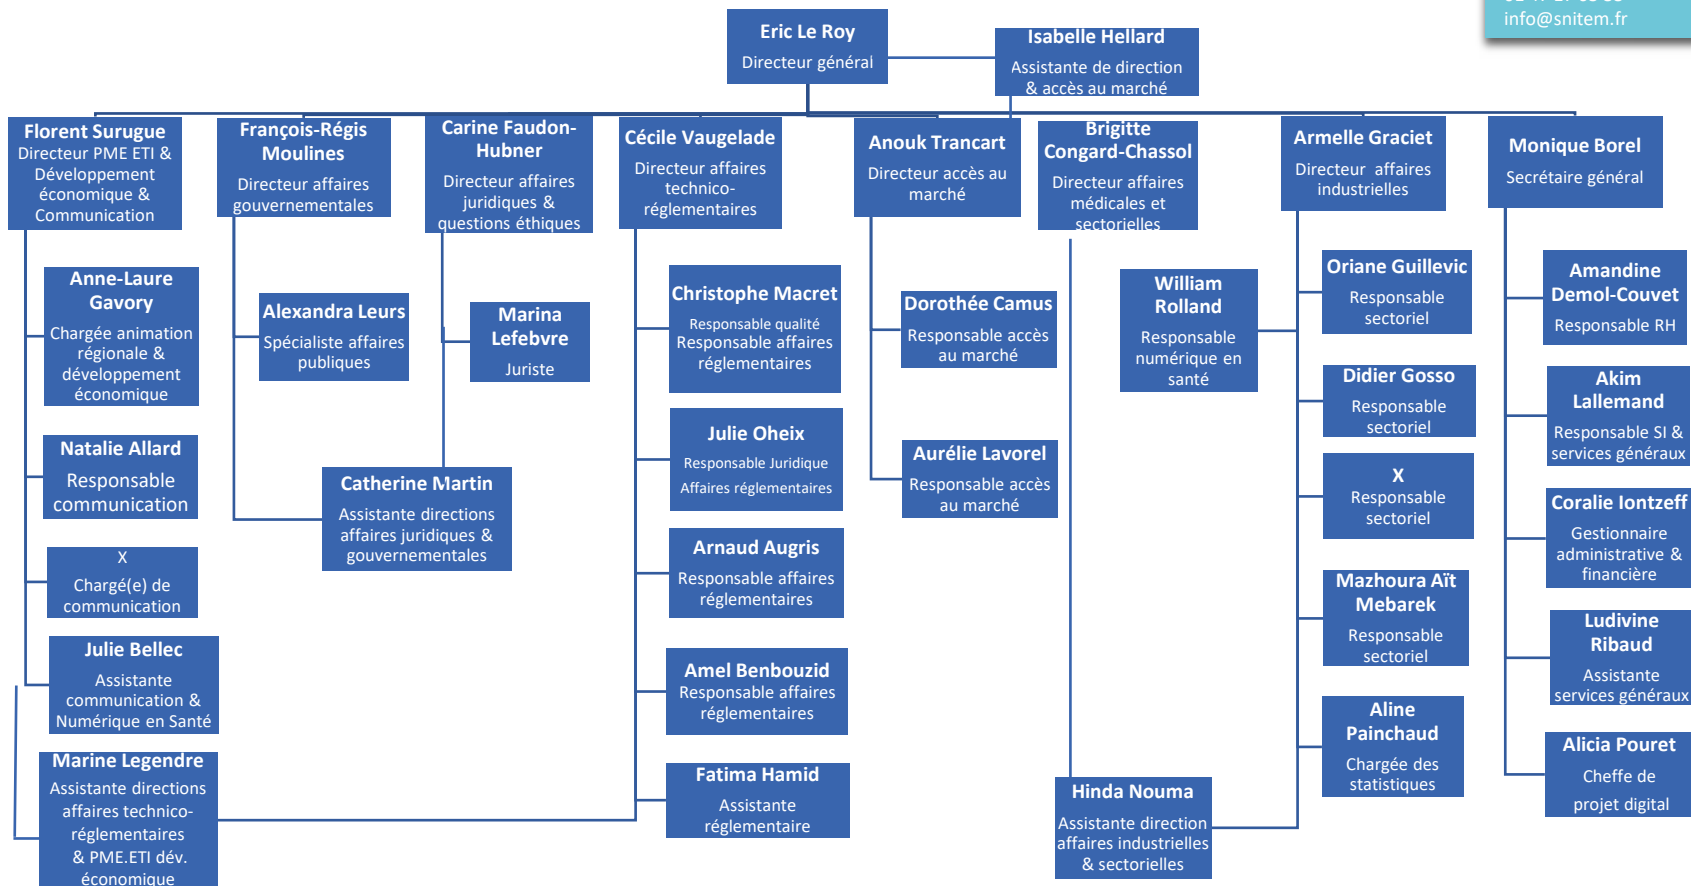 info@snitem.fr
Eric Le Roy
Directeur général
Isabelle Hellard
Assistante de direction
& accès au marché
Florent Surugue
Directeur PME ETI &
Développement
économique &
Communication
François-Régis
Moulines
Directeur affaires
gouvernementales
Carine Faudon-
Hubner
Directeur affaires
juridiques &
questions éthiques
Cécile Vaugelade
Directeur affaires
technico-
réglementaires
Anouk Trancart
Directeur accès au
marché
Brigitte
Congard-Chassol
Directeur affaires
médicales et
sectorielles
Armelle Graciet
Directeur affaires
industrielles
Monique Borel
Secrétaire général
Anne-Laure
Gavory
Chargée animation
régionale &
développement
économique
Natalie Allard
Responsable
communication
X
Chargé(e) de
communication
Julie Bellec
Assistante
communication &
Numérique en Santé
Marine Legendre
Assistante directions
affaires technico-
réglementaires
& PME.ETI dév.
économique
Alexandra Leurs
Spécialiste affaires
publiques
Marina
Lefebvre
Juriste
Catherine Martin
Assistante directions
affaires juridiques &
gouvernementales
Christophe Macret
Responsable qualité
Responsable affaires
réglementaires
Julie Oheix
Responsable Juridique
Affaires réglementaires
Arnaud Augris
Responsable affaires
réglementaires
Amel Benbouzid
Responsable affaires
réglementaires
Fatima Hamid
Assistante
réglementaire
Dorothée Camus
Responsable accès
au marché
Aurélie Lavorel
Responsable accès
au marché
William
Rolland
Responsable
numérique en
santé
Hinda Nouma
Assistante direction
affaires industrielles
& sectorielles
Oriane Guillevic
Responsable
sectoriel
Didier Gosso
Responsable
sectoriel
X
Responsable
sectoriel
Mazhoura Aït
Mebarek
Responsable
sectoriel
Aline
Painchaud
Chargée des
statistiques
Amandine
Demol-Couvet
Responsable RH
Akim
Lallemand
Responsable SI &
services généraux
Coralie Iontzeff
Gestionnaire
administrative &
financière
Ludivine
Ribaud
Assistante
services généraux
Alicia Pouret
Cheffe de
projet digital